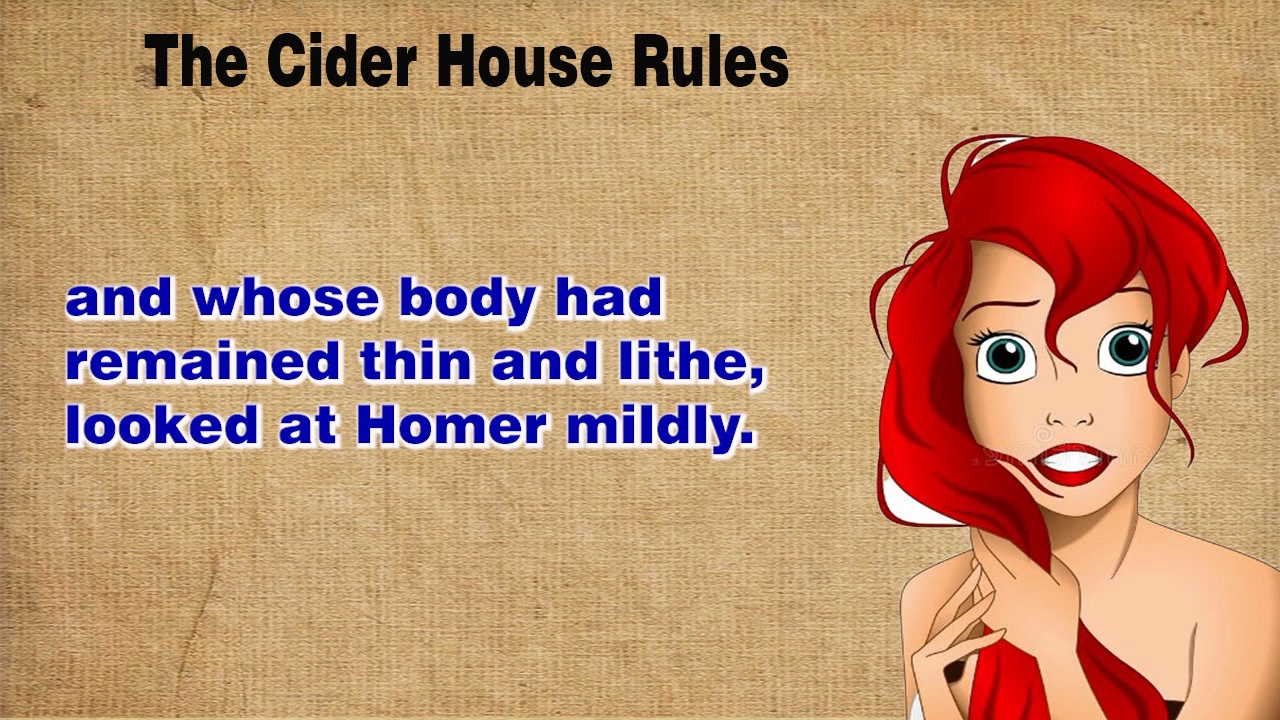 The Cider House Rules
and whose body had
remained thin and lithe,
looked at Homer mildly.